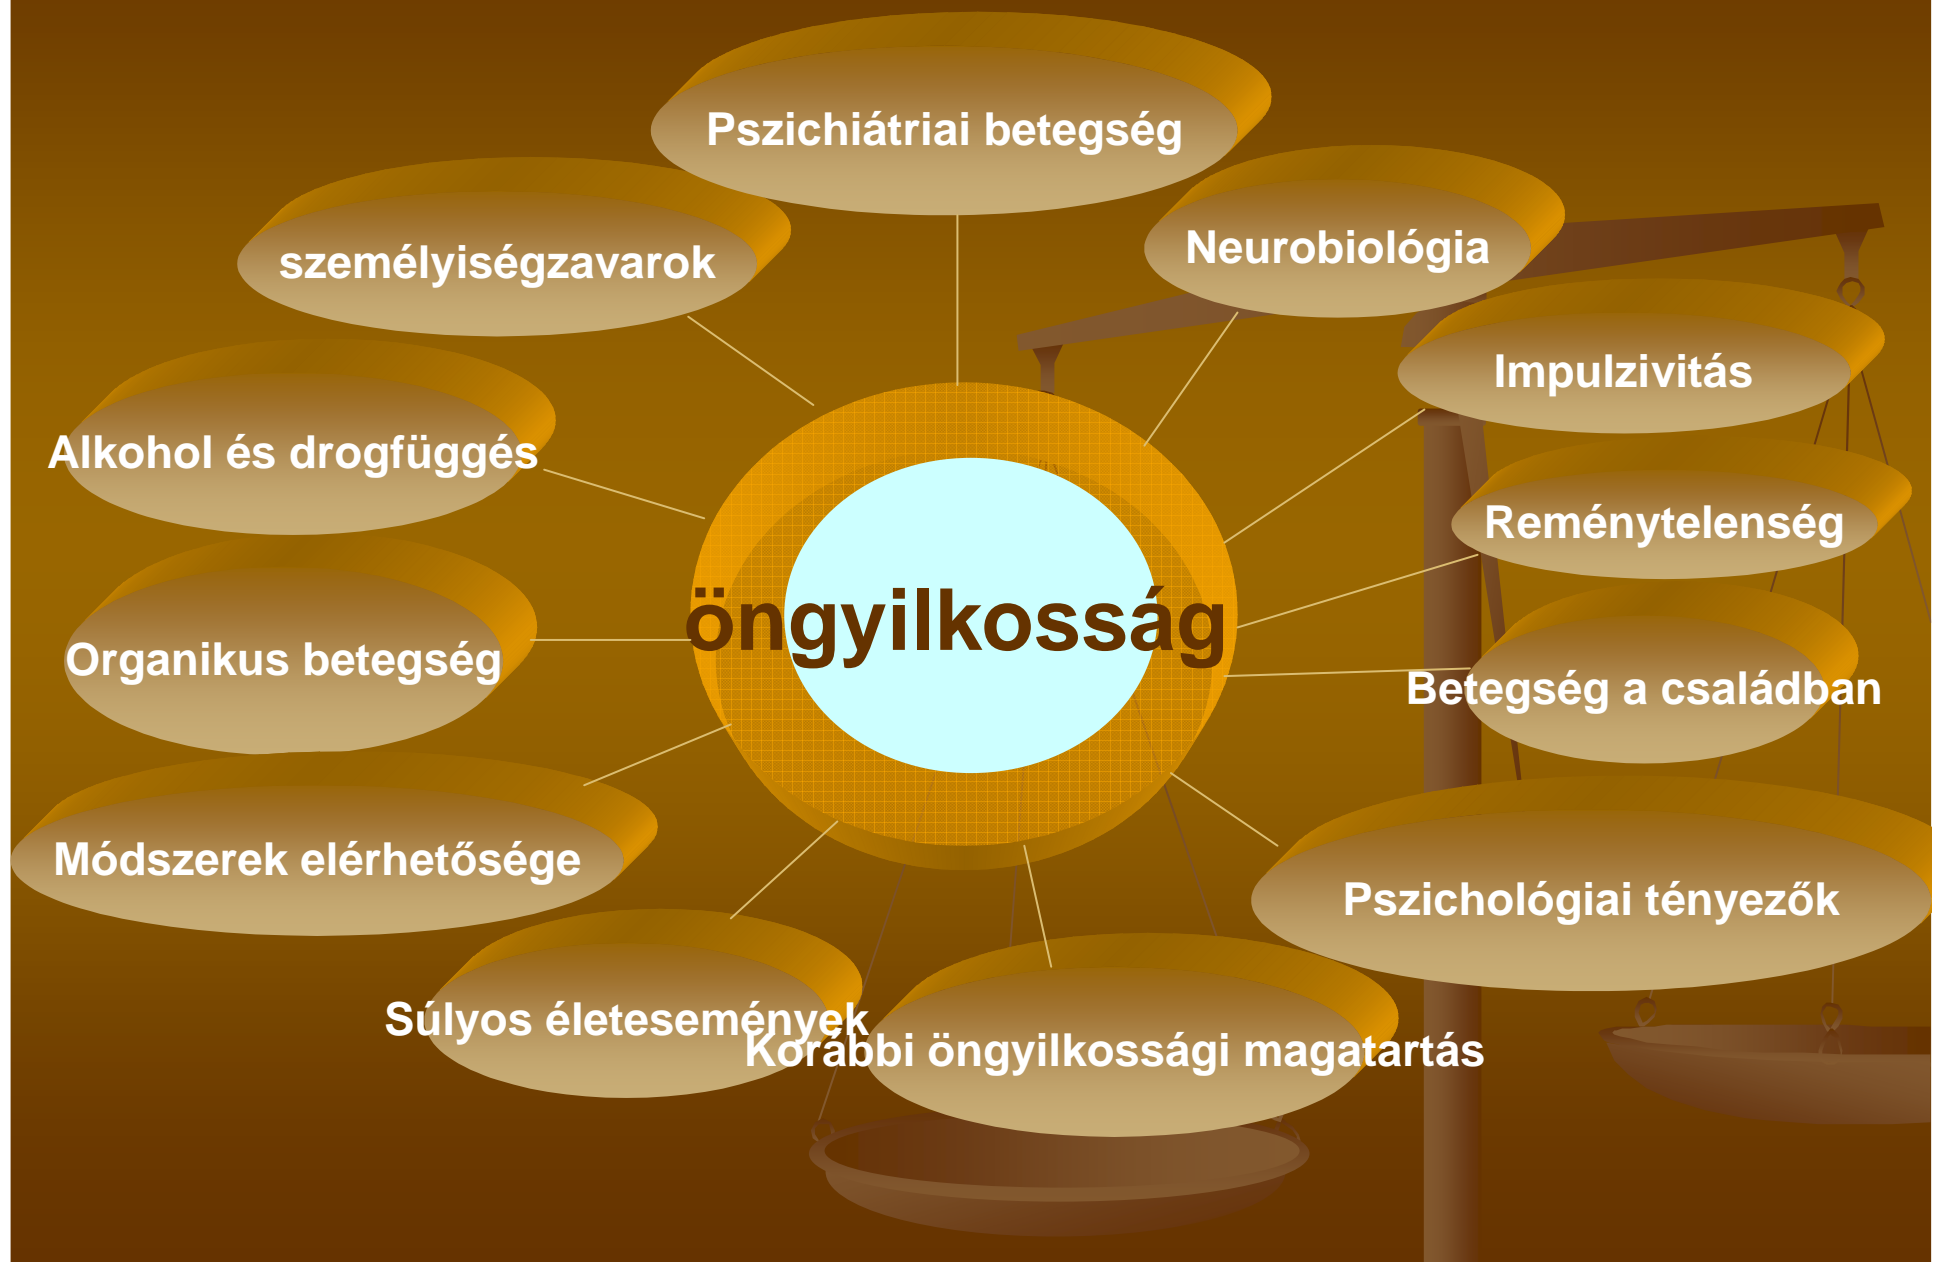 Pszichiátriai betegség
személyiségzavarok
Neurobiológia
Impulzivitás
Alkohol és drogfüggés
Reménytelenség
öngyilkosság
Organikus betegség
Betegség a családban
Módszerek elérhetősége
Pszichológiai tényezők
Súlyos életesemények
Korábbi öngyilkossági magatartás